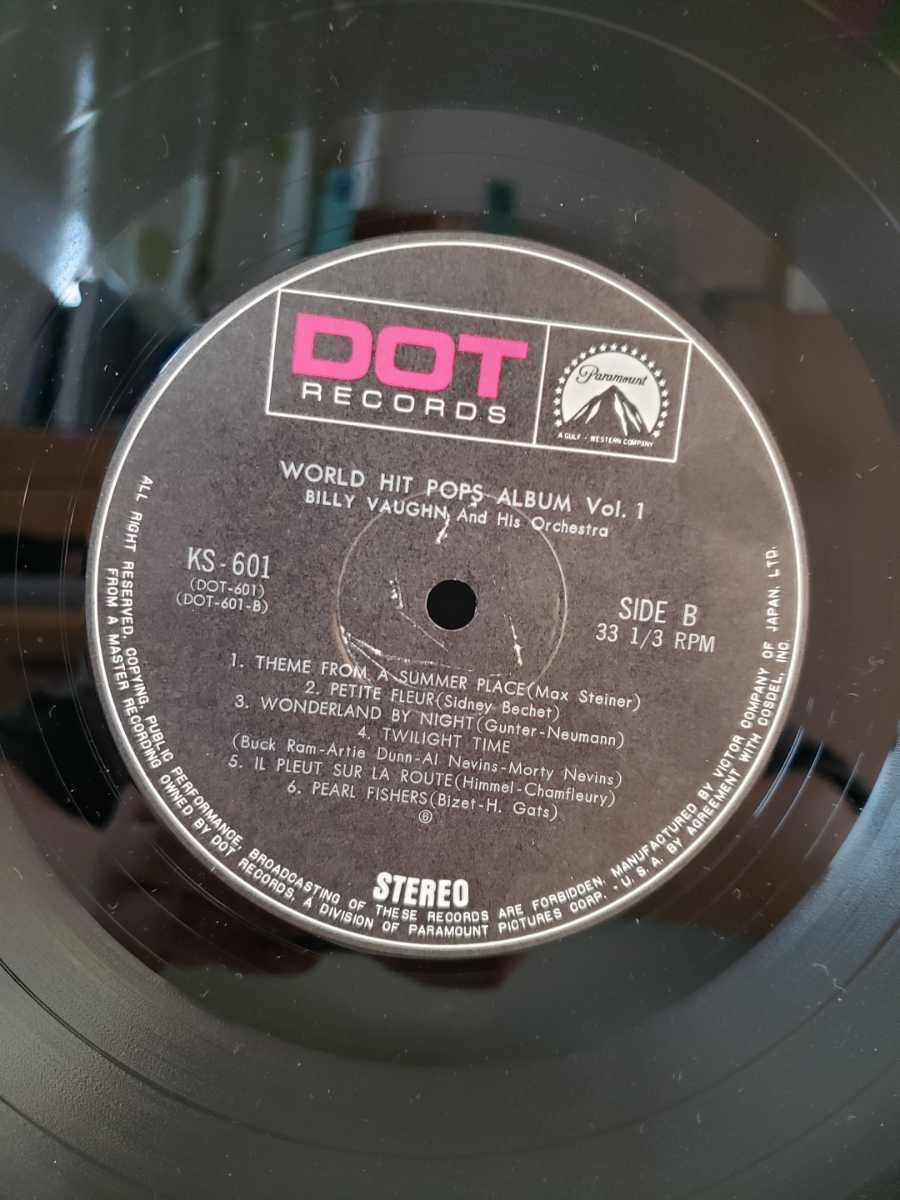 DOT
RECORDS
Paramount
A GULF + WESTERN COMPANY
WORLD HIT POPS ALBUM Vol. 1
BILLY VAUGHN And His Orchestra
KS-601
(DOT-601)
(DOT-601-B)
SIDE B
33 1/3 RPM
1. THEME FROM A SUMMER PLACE(Max Steiner)
2. PETITE FLEUR(Sidney Bechet)
3. WONDERLAND BY NIGHT(Gunter-Neumann)
4. TWILIGHT TIME
(Buck Ram-Artie Dunn-Al Nevins-Morty Nevins)
5. IL PLEUT SUR LA ROUTE(Himmel-Chamfleury)
6. PEARL FISHERS(Bizet-H. Gats)
⑥
STEREO
ALL RIGHT RESERVED. COPYING, PUBLIC PERFORMANCE, BROADCASTING OF THESE RECORDS ARE FORBIDDEN. MANUFACTURED BY VICTOR COMPANY OF JAPAN, LTD.
FROM A MASTER RECORDING OWNED BY DOT RECORDS, A DIVISION OF PARAMOUNT PICTURES CORP. - U. S. A. BY AGREEMENT WITH COSDEL, INC.